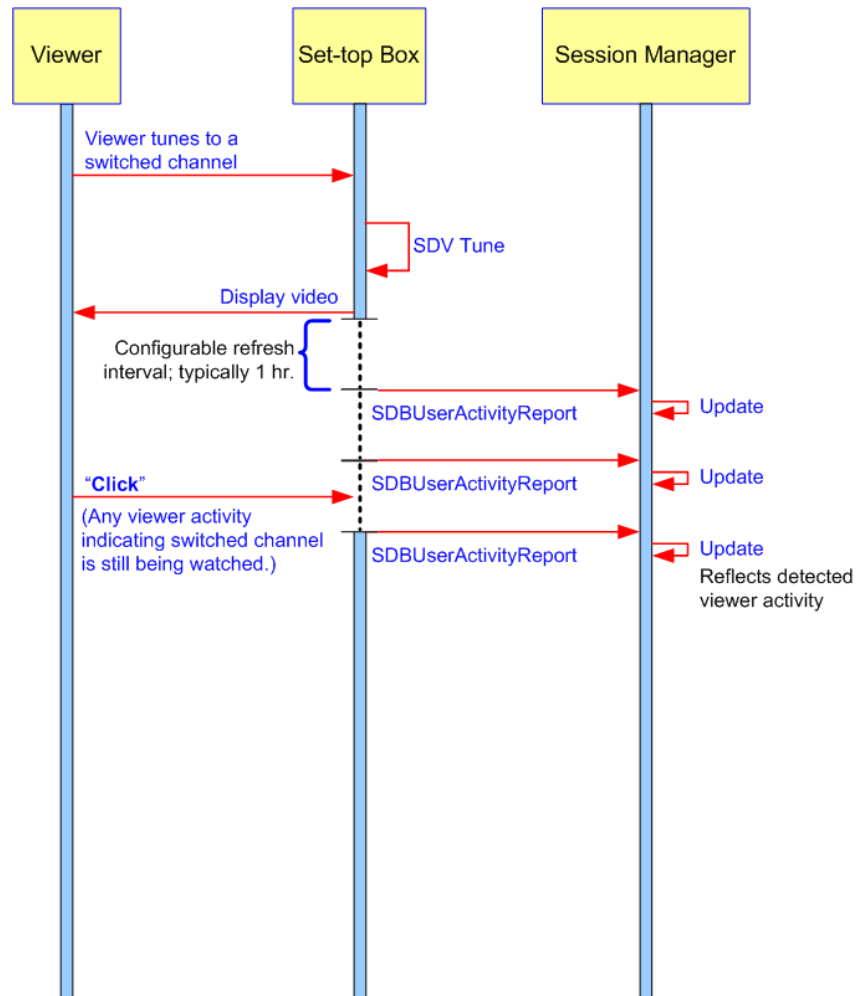 Viewer
Set-top Box
Session Manager
Viewer tunes to a
switched channel
SDV Tune
Display video
Configurable refresh
interval; typically 1 hr.
SDBUserActivityReport
Update
SDBUserActivityReport
Update
“Click”
(Any viewer activity
indicating switched channel
is still being watched.)
SDBUserActivityReport
Update
Reflects detected
viewer activity